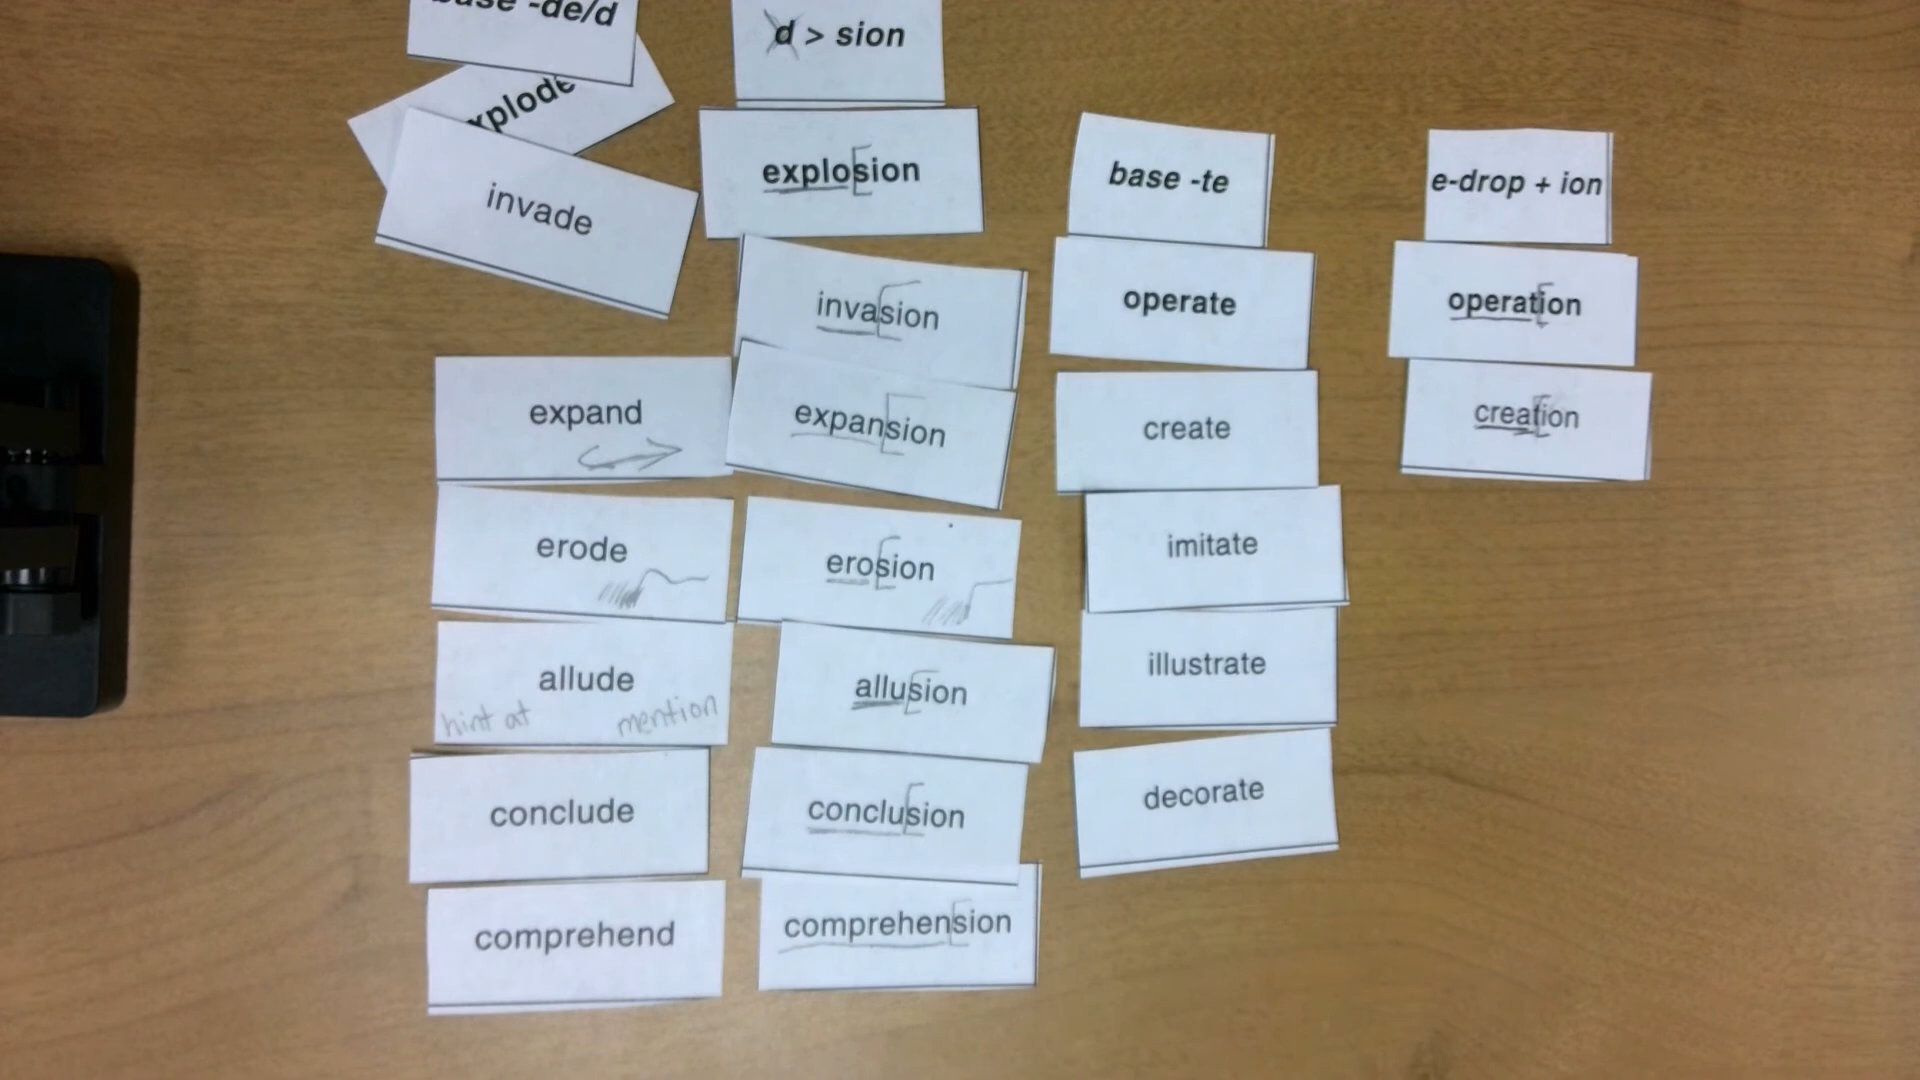 base -de/d
explode
invade
expand
erode
allude
hint at mention
conclude
comprehend
d > sion
explosion
invasion
expansion
erosion
allusion
conclusion
comprehension
base -te
operate
create
imitate
illustrate
decorate
e-drop + ion
operation
creation